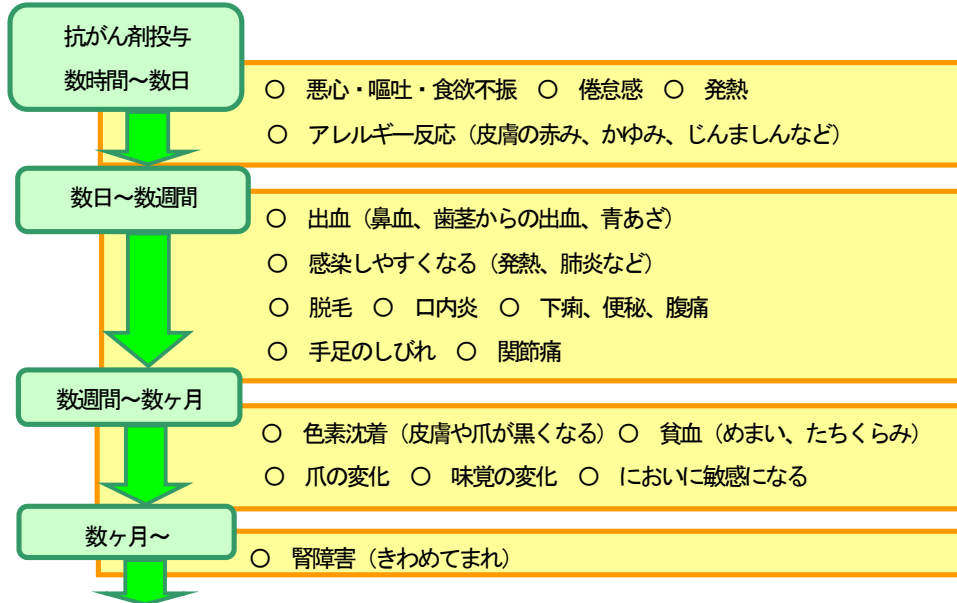 抗がん剤投与
数時間～数日
○ 悪心・嘔吐・食欲不振 ○ 倦怠感 ○ 発熱
○ アレルギー反応（皮膚の赤み、かゆみ、じんましんなど）
数日～数週間
○ 出血（鼻血、歯茎からの出血、青あざ）
○ 感染しやすくなる（発熱、肺炎など）
○ 脱毛 ○ 口内炎 ○ 下痢、便秘、腹痛
○ 手足のしびれ ○ 関節痛
数週間～数ヶ月
○ 色素沈着（皮膚や爪が黒くなる）○ 貧血（めまい、たちくらみ）
○ 爪の変化 ○ 味覚の変化 ○ においに敏感になる
数ヶ月～
○ 腎障害（きわめてまれ）